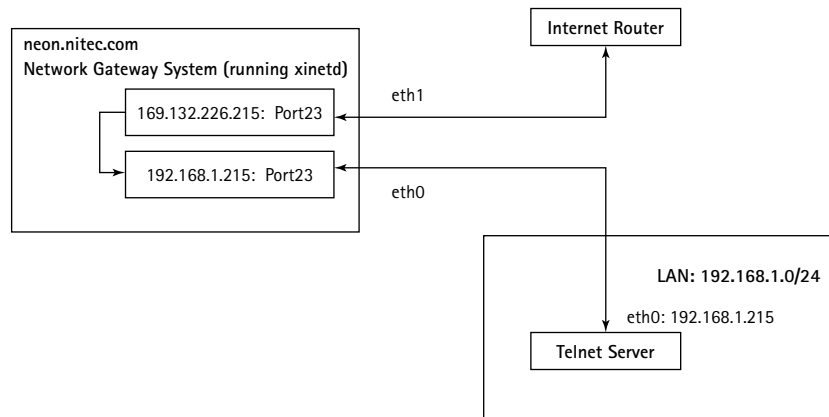 neon.nitec.com
Network Gateway System (running xinetd)
169.132.226.215: Port23
192.168.1.215: Port23
eth1
eth0
Internet Router
LAN: 192.168.1.0/24
eth0: 192.168.1.215
Telnet Server